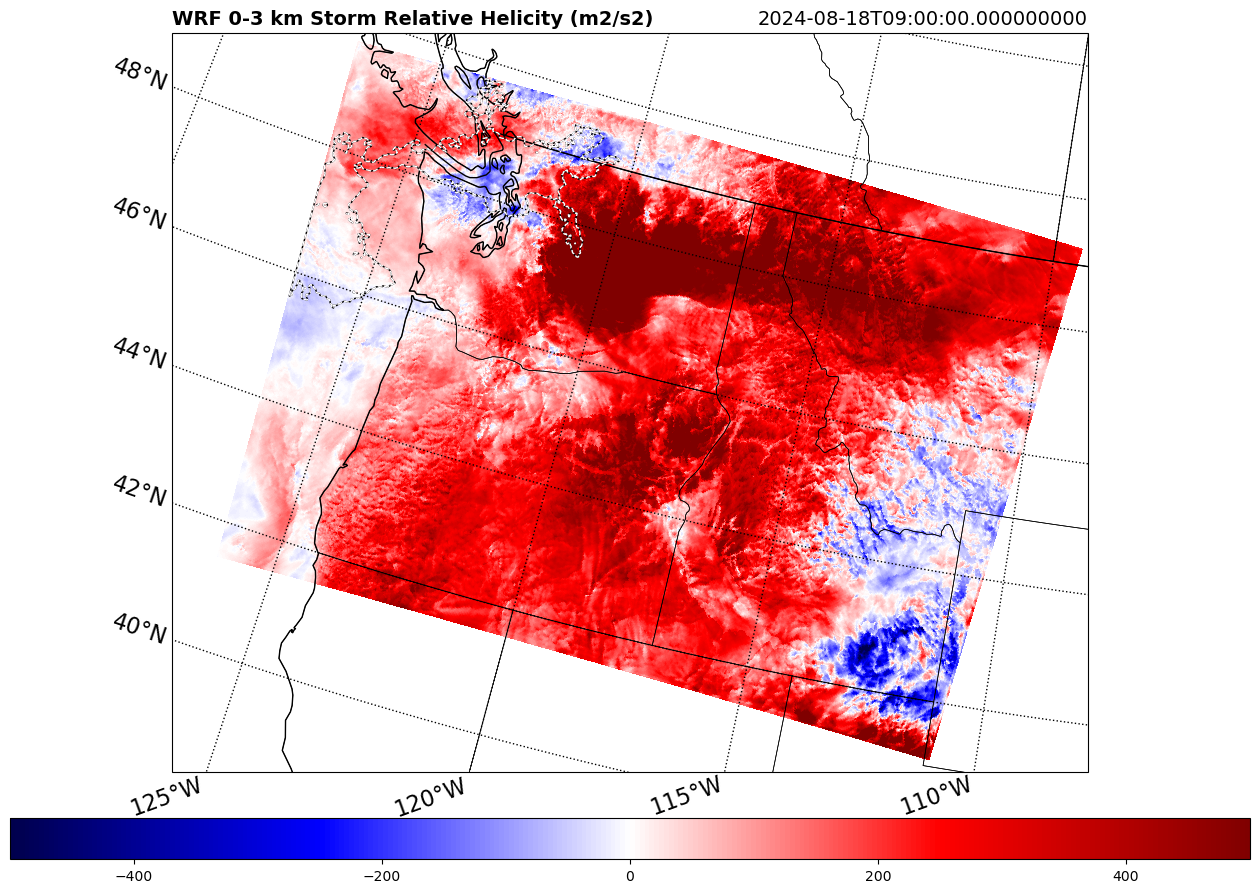 WRF 0-3 km Storm Relative Helicity (m2/s2) 2024-08-18T09:00:00.000000000
48°N
46°N
44°N
42°N
40°N
125°W 120°W 115°W 110°W
−400 −200 0 200 400